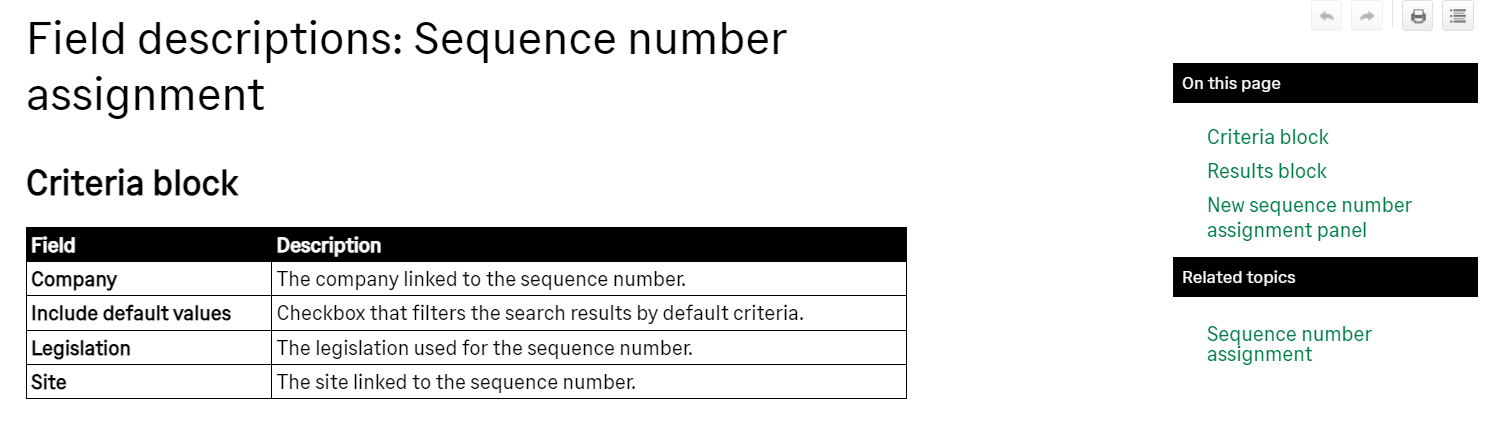 Field descriptions: Sequence number
assignment
Criteria block
Field Description
Company The company linked to the sequence number.
Include default values Checkbox that filters the search results by default criteria.
Legislation The legislation used for the sequence number.
Site The site linked to the sequence number.
On this page
Criteria block
Results block
New sequence number
assignment panel
Related topics
Sequence number
assignment